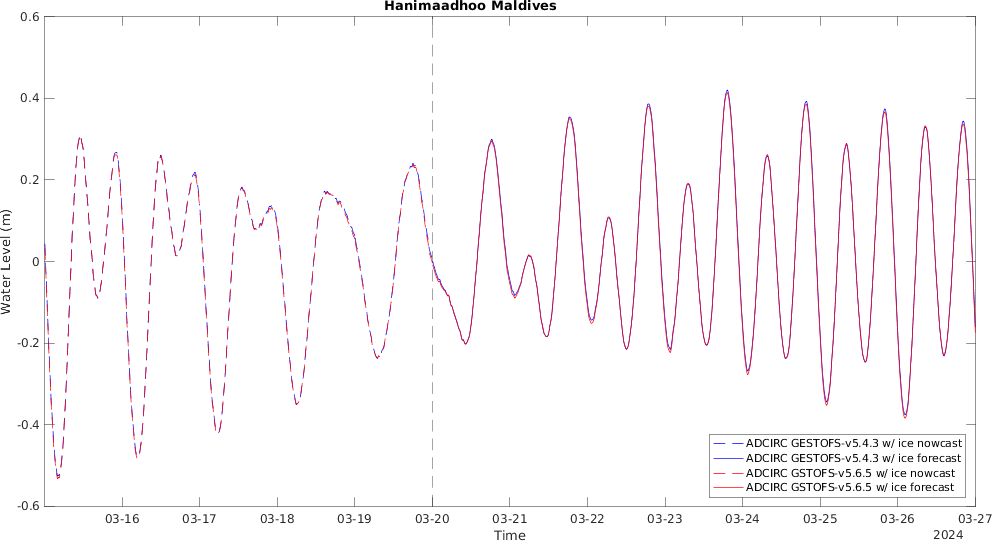 Hanimaadhoo Maldives
Water Level (m)
0.6
0.4
0.2
0
-0.2
-0.4
-0.6
ADCIRC GESTOFS-v5.4.3 w/ ice nowcast
ADCIRC GESTOFS-v5.4.3 w/ ice forecast
ADCIRC GSTOFS-v5.6.5 w/ ice nowcast
ADCIRC GSTOFS-v5.6.5 w/ ice forecast
03-16 03-17 03-18 03-19 03-20 03-21 03-22 03-23 03-24 03-25 03-26 03-27
Time
2024